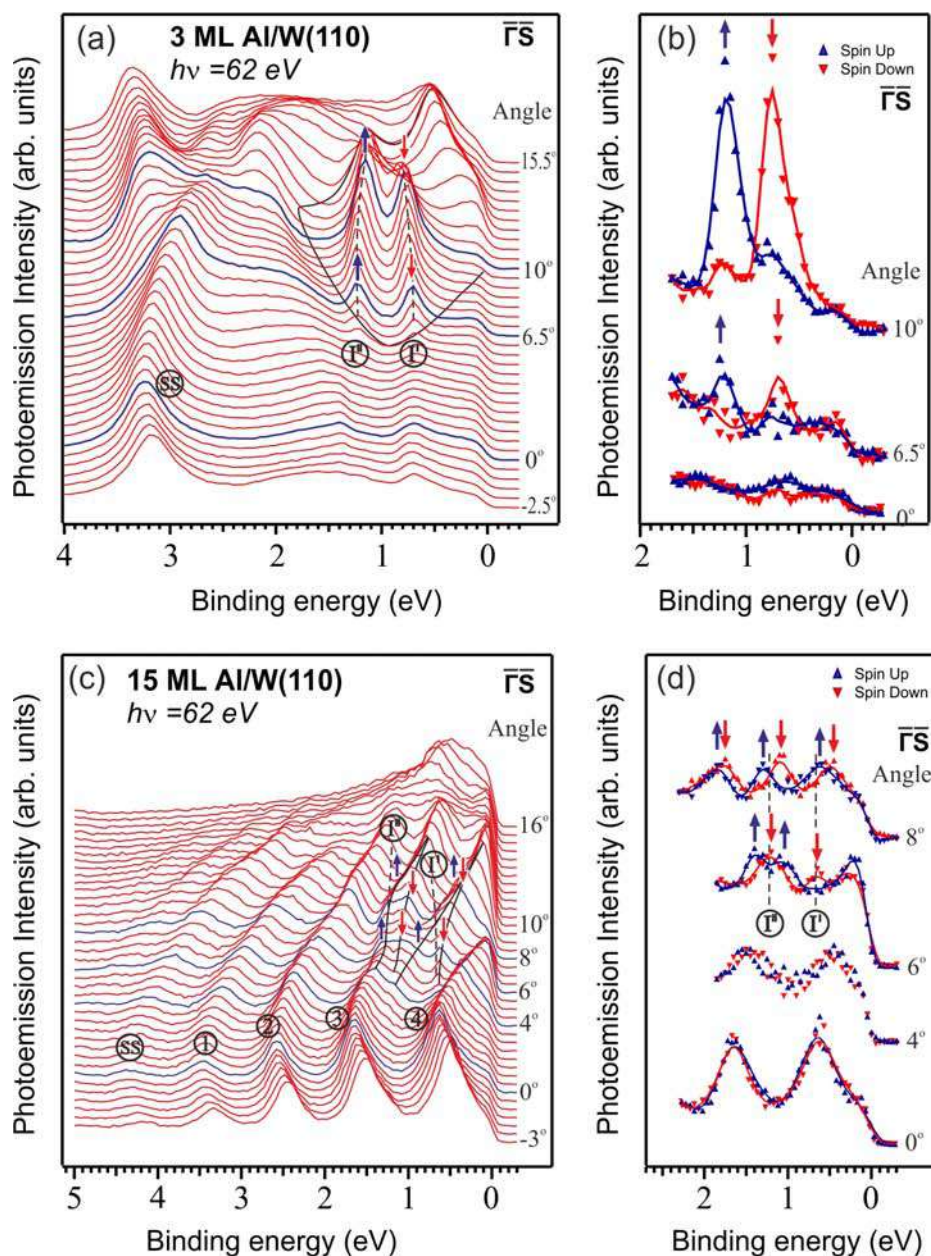 (a)
3 ML Al/W(110)
hν =62 eV
Γ̄S̄
Angle
15.5°
10°
6.5°
0°
-2.5°
I"
I'
SS
Photoemission Intensity (arb. units)
4 3 2 1 0
Binding energy (eV)
(b)
Spin Up
Spin Down
Γ̄S̄
Angle
10°
6.5°
0°
Photoemission Intensity (arb. units)
2 1 0
Binding energy (eV)
(c)
15 ML Al/W(110)
hν =62 eV
Γ̄S̄
Angle
16°
10°
8°
6°
4°
0°
-3°
I"
I'
SS 1 2 3 4
Photoemission Intensity (arb. units)
5 4 3 2 1 0
Binding energy (eV)
(d)
Spin Up
Spin Down
Γ̄S̄
Angle
8°
6°
4°
0°
I" I'
Photoemission Intensity (arb. units)
2 1 0
Binding energy (eV)